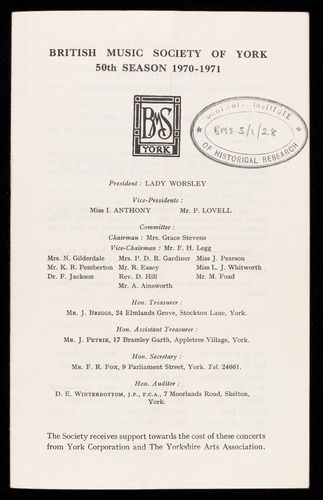 BRITISH MUSIC SOCIETY OF YORK
50th SEASON 1970-1971
BMS
YORK
BORTHWICK INSTITUTE
BMS 5/1/28
OF HISTORICAL RESEARCH
President : LADY WORSLEY
Vice-Presidents :
Miss I. ANTHONY Mr. P. LOVELL
Committee :
Chairman : Mrs. Grace Stevens
Vice-Chairman : Mr. F. H. Legg
Mrs. N. Gilderdale Mrs. P. D. R. Gardiner Miss J. Pearson
Mr. K. R. Pemberton Mr. R. Easey Miss L. J. Whitworth
Dr. F. Jackson Rev. D. Hill Mr. M. Foad
Mr. A. Ainsworth
Hon. Treasurer :
Mr. J. Briggs, 24 Elmlands Grove, Stockton Lane, York.
Hon. Assistant Treasurer :
Mr. J. Petrie, 17 Bramley Garth, Appletree Village, York.
Hon. Secretary :
Mr. F. R. Fox, 9 Parliament Street, York. Tel. 24661.
Hon. Auditor :
D. E. Winterbottom, J.P., F.C.A., 7 Moorlands Road, Skelton,
York.
The Society receives support towards the cost of these concerts
from York Corporation and The Yorkshire Arts Association.